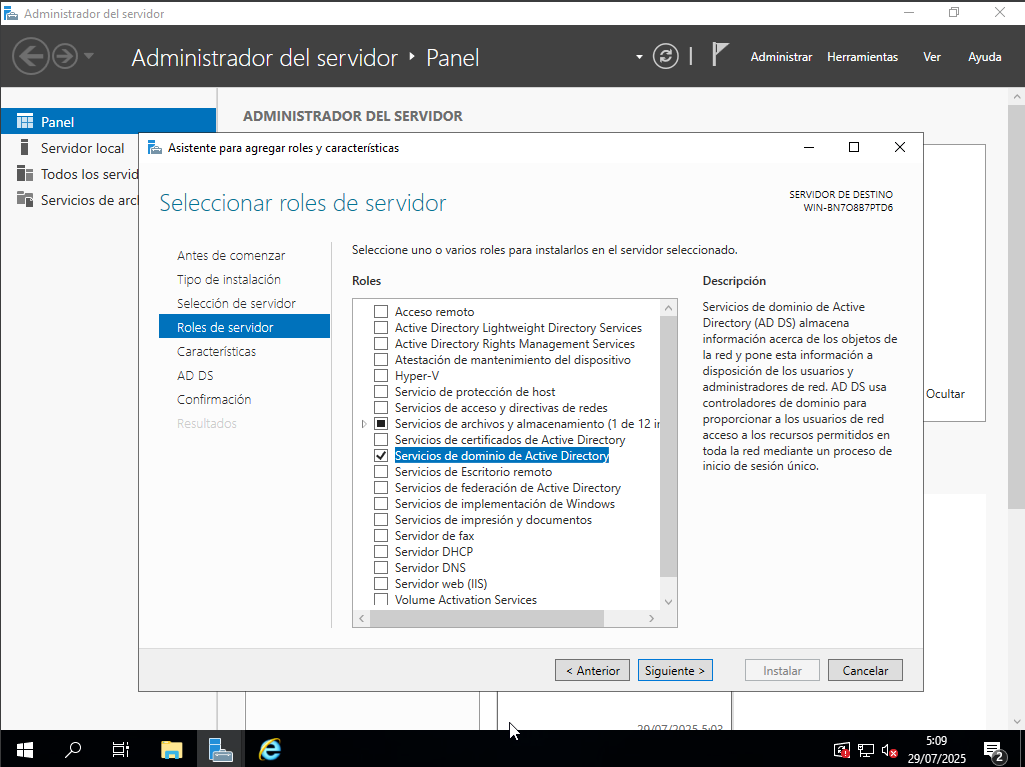 Administrador del servidor
Administrador del servidor ‣ Panel
Administrar Herramientas Ver Ayuda
Panel
Servidor local
Todos los servid
Servicios de arc
ADMINISTRADOR DEL SERVIDOR
Asistente para agregar roles y características
Seleccionar roles de servidor
SERVIDOR DE DESTINO
WIN-BN7O8B7PTD6
Antes de comenzar
Tipo de instalación
Selección de servidor
Roles de servidor
Características
AD DS
Confirmación
Resultados
Seleccione uno o varios roles para instalarlos en el servidor seleccionado.
Roles
Acceso remoto
Active Directory Lightweight Directory Services
Active Directory Rights Management Services
Atestación de mantenimiento del dispositivo
Hyper-V
Servicio de protección de host
Servicios de acceso y directivas de redes
Servicios de archivos y almacenamiento (1 de 12 in
Servicios de certificados de Active Directory
Servicios de dominio de Active Directory
Servicios de Escritorio remoto
Servicios de federación de Active Directory
Servicios de implementación de Windows
Servicios de impresión y documentos
Servidor de fax
Servidor DHCP
Servidor DNS
Servidor web (IIS)
Volume Activation Services
Descripción
Servicios de dominio de Active
Directory (AD DS) almacena
información acerca de los objetos de
la red y pone esta información a
disposición de los usuarios y
administradores de red. AD DS usa
controladores de dominio para
proporcionar a los usuarios de red
acceso a los recursos permitidos en
toda la red mediante un proceso de
inicio de sesión único.
Ocultar
< Anterior
Siguiente >
Instalar
Cancelar
29/07/2025 5:03
5:09
29/07/2025
2